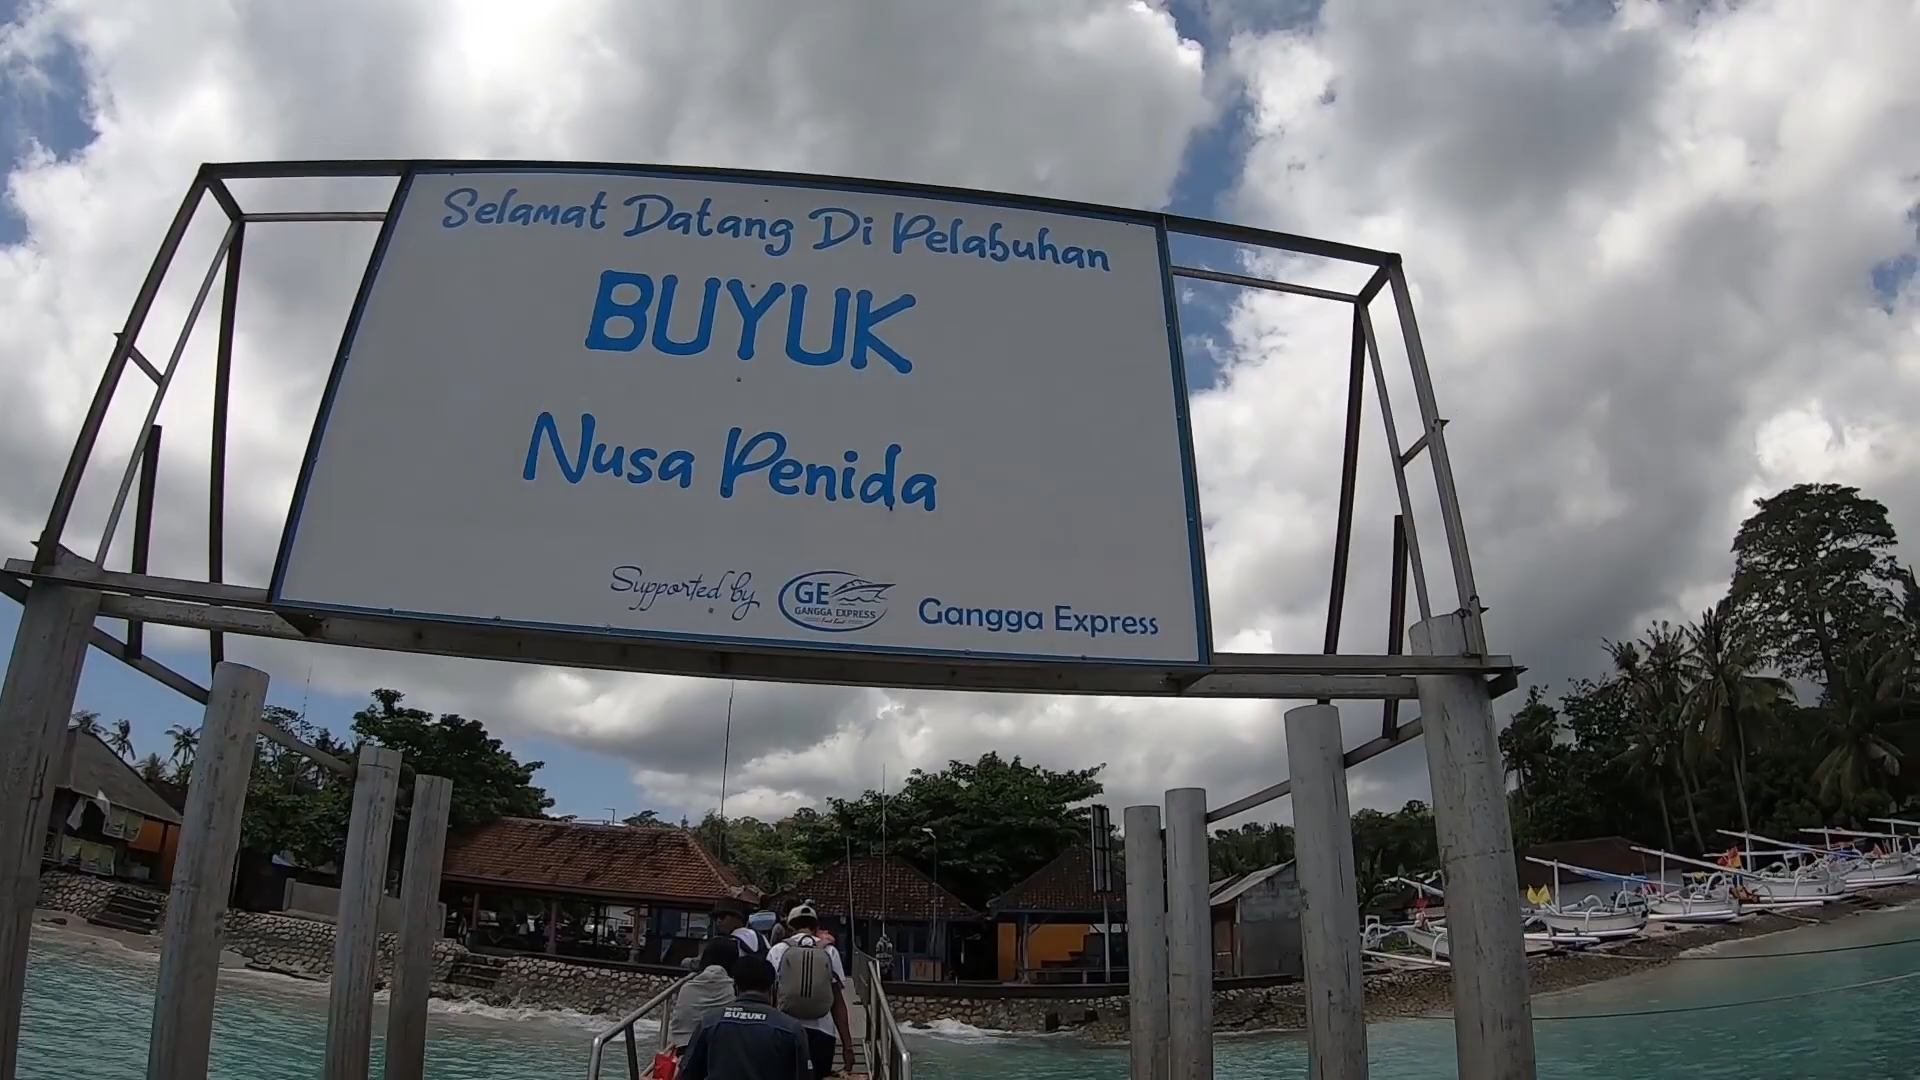 Selamat Datang Di Pelabuhan
BUYUK
Nusa Penida
Supported by GE GANGGA EXPRESS Gangga Express
SUZUKI